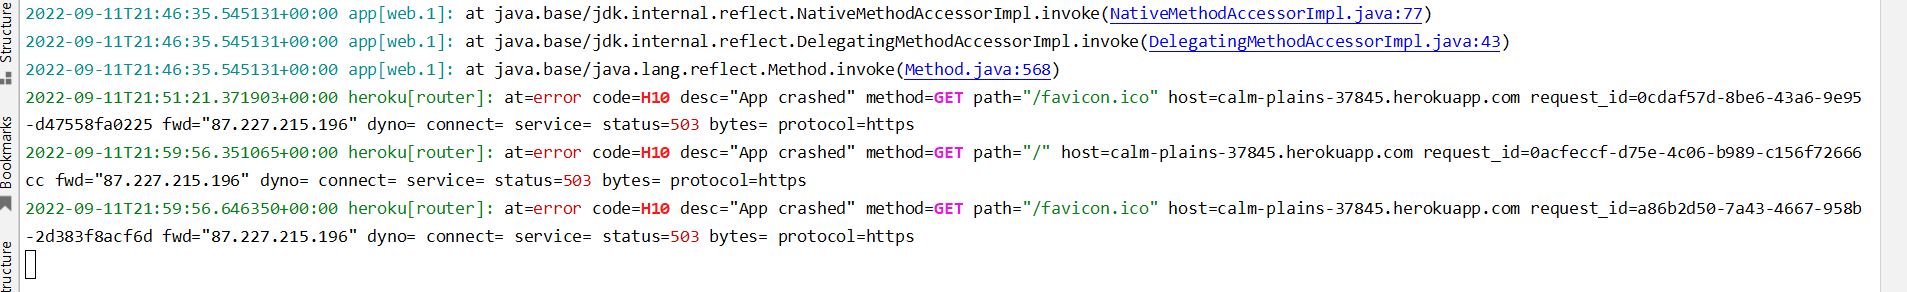 2022-09-11T21:46:35.545131+00:00 app[web.1]: at java.base/jdk.internal.reflect.NativeMethodAccessorImpl.invoke(NativeMethodAccessorImpl.java:77)
2022-09-11T21:46:35.545131+00:00 app[web.1]: at java.base/jdk.internal.reflect.DelegatingMethodAccessorImpl.invoke(DelegatingMethodAccessorImpl.java:43)
2022-09-11T21:46:35.545131+00:00 app[web.1]: at java.base/java.lang.reflect.Method.invoke(Method.java:568)
2022-09-11T21:51:21.371903+00:00 heroku[router]: at=error code=H10 desc="App crashed" method=GET path="/favicon.ico" host=calm-plains-37845.herokuapp.com request_id=0cdaf57d-8be6-43a6-9e95
-d47558fa0225 fwd="87.227.215.196" dyno= connect= service= status=503 bytes= protocol=https
2022-09-11T21:59:56.351065+00:00 heroku[router]: at=error code=H10 desc="App crashed" method=GET path="/" host=calm-plains-37845.herokuapp.com request_id=0acfeccf-d75e-4c06-b989-c156f72666
cc fwd="87.227.215.196" dyno= connect= service= status=503 bytes= protocol=https
2022-09-11T21:59:56.646350+00:00 heroku[router]: at=error code=H10 desc="App crashed" method=GET path="/favicon.ico" host=calm-plains-37845.herokuapp.com request_id=a86b2d50-7a43-4667-958b
-2d383f8acf6d fwd="87.227.215.196" dyno= connect= service= status=503 bytes= protocol=https
Structure
Bookmarks
tructure